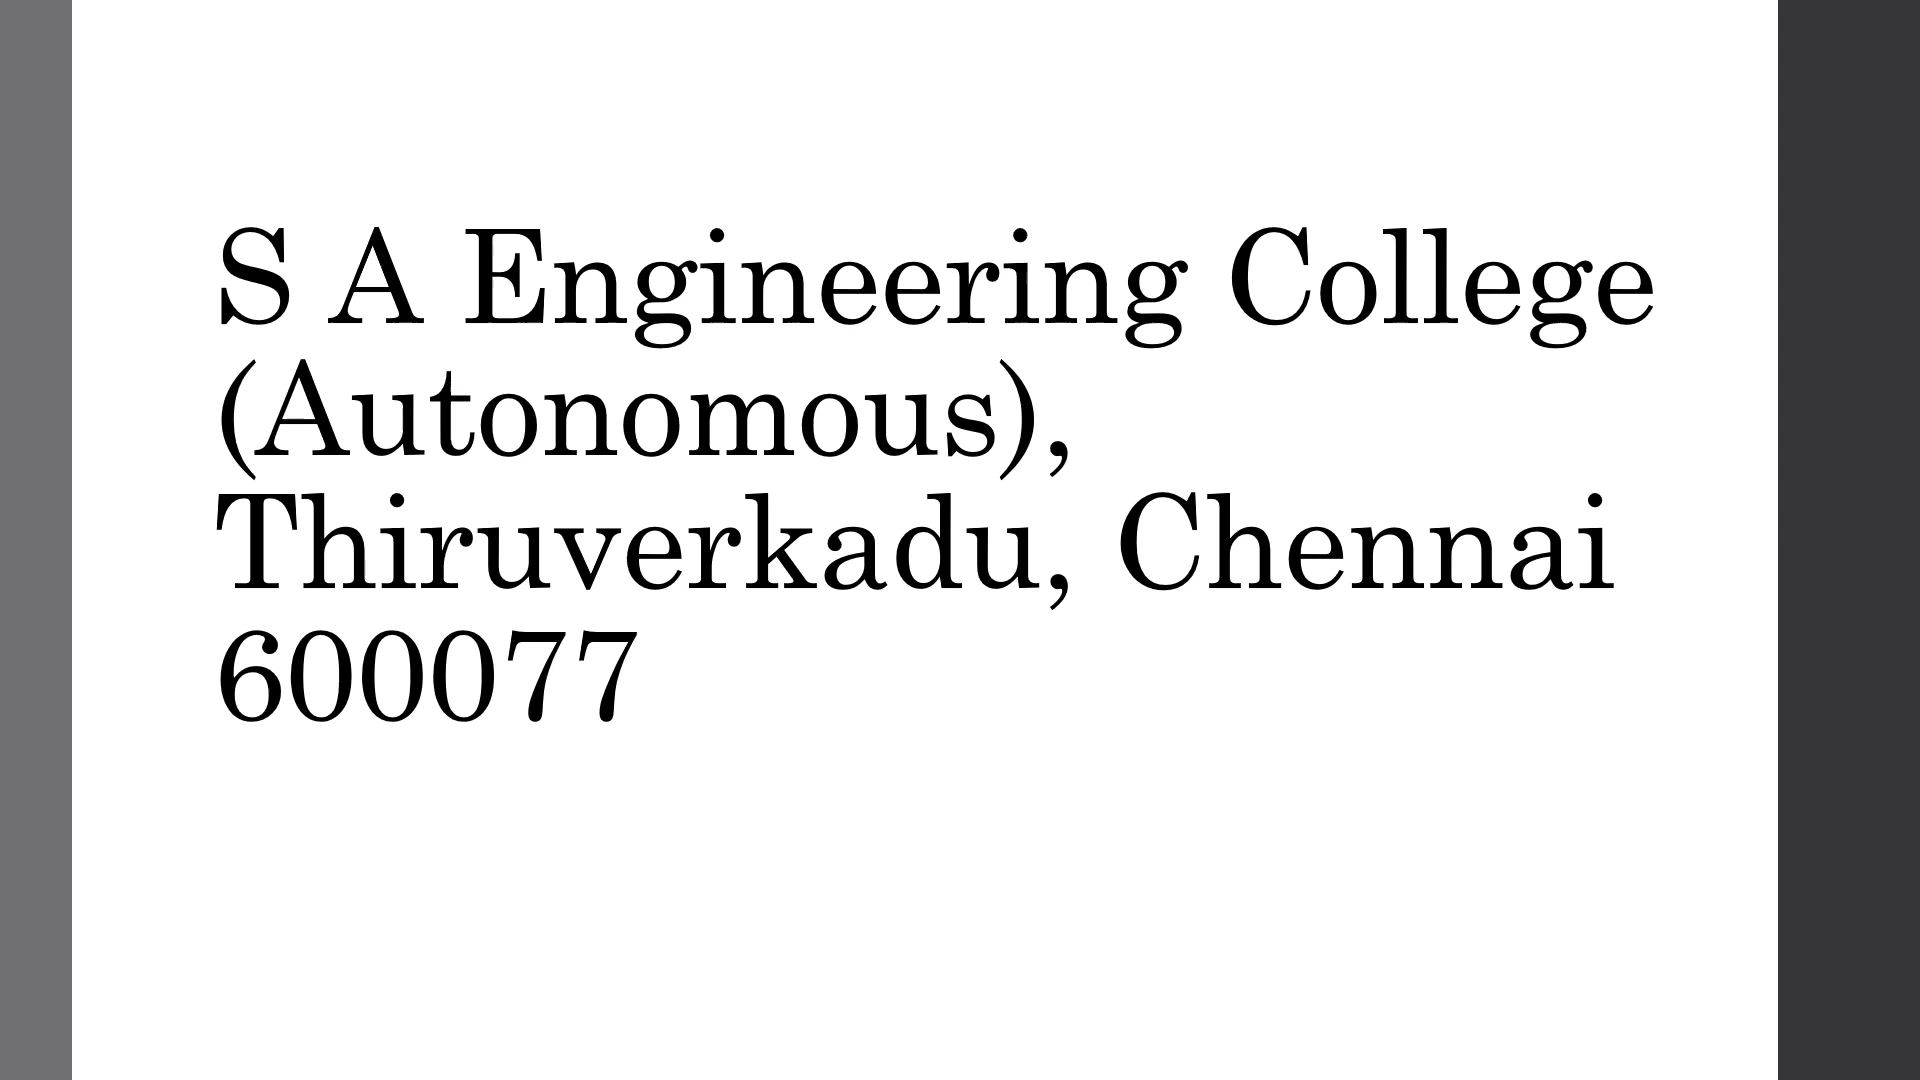 S A Engineering College
(Autonomous),
Thiruverkadu, Chennai
600077